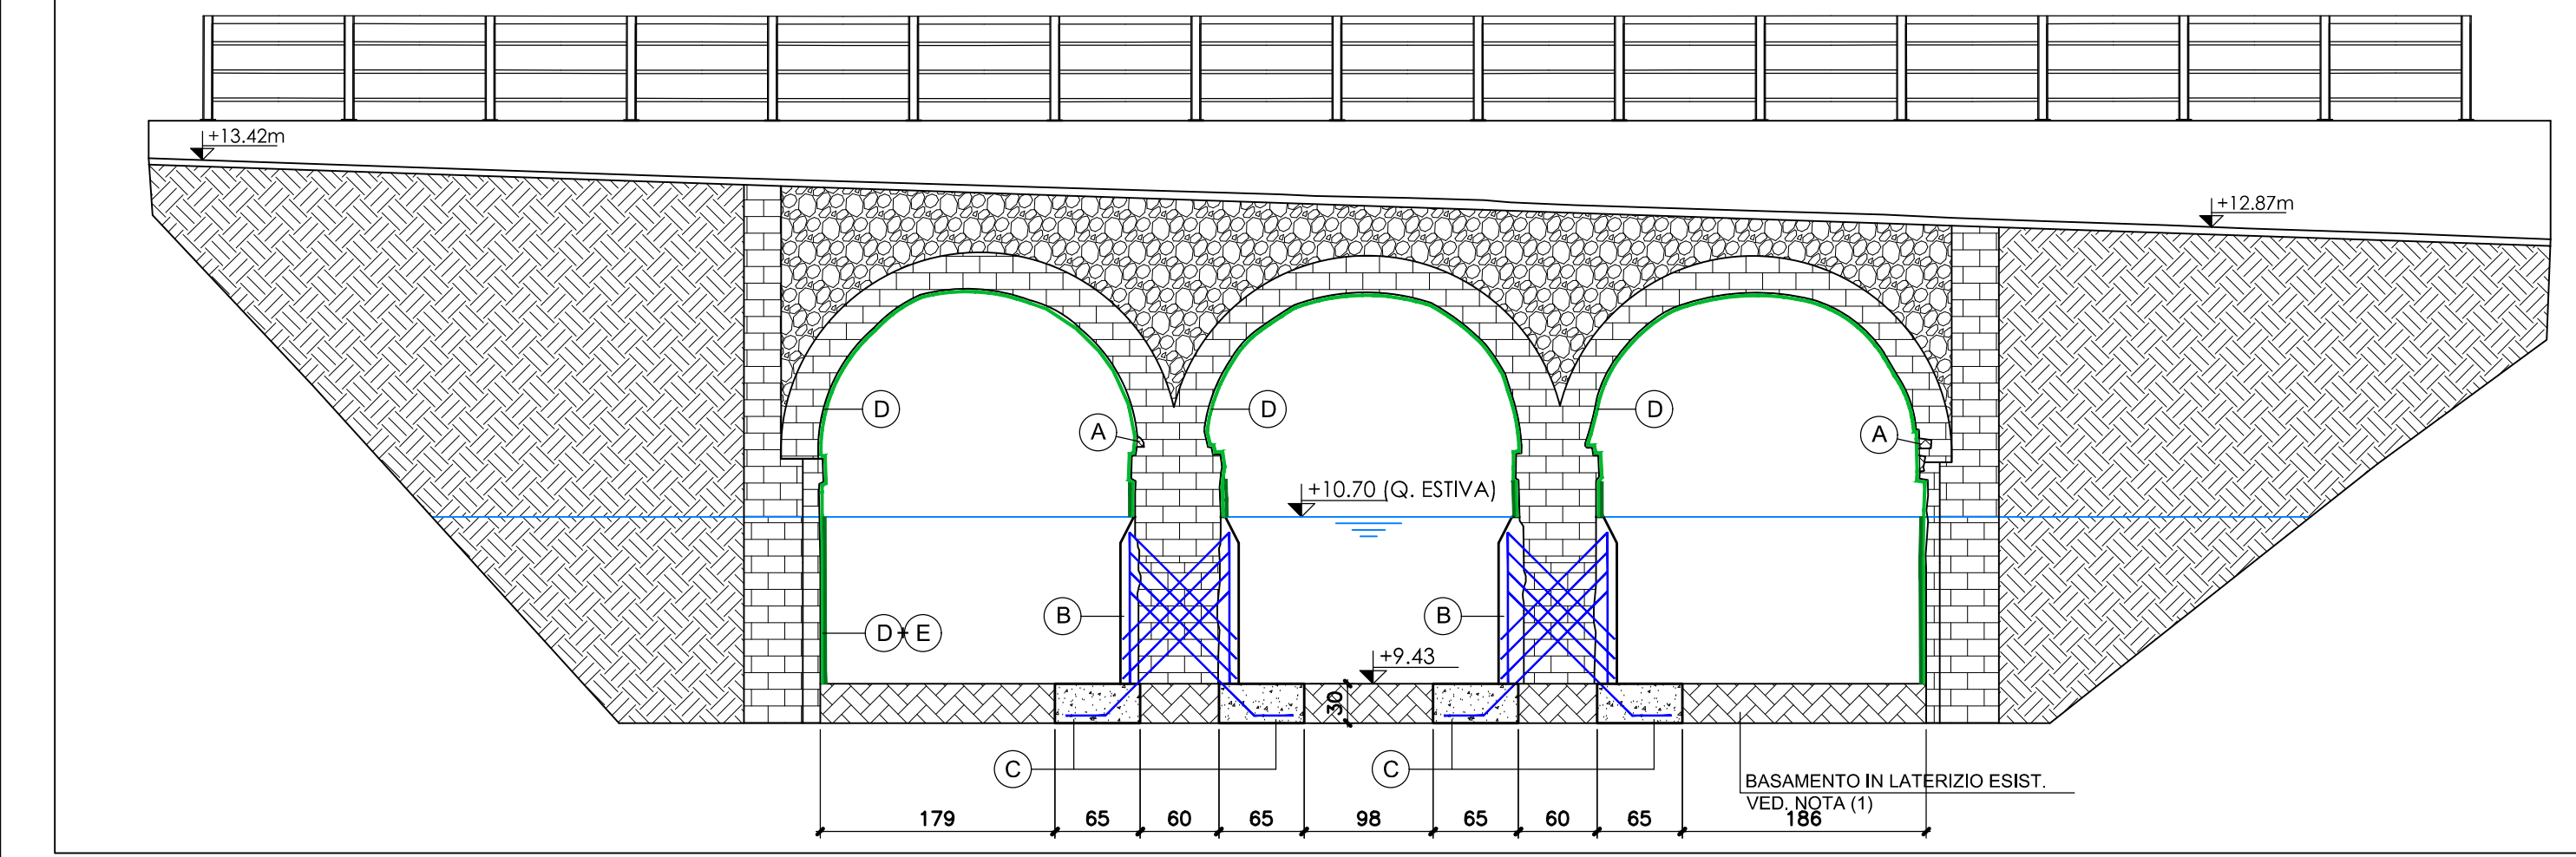 +13.42m
+12.87m
D
A
D
D
A
+10.70 (Q. ESTIVA)
D+E
B
B
+9.43
30
C
C
BASAMENTO IN LATERIZIO ESIST.
VED. NOTA (1)
179
65
60
65
98
65
60
65
186